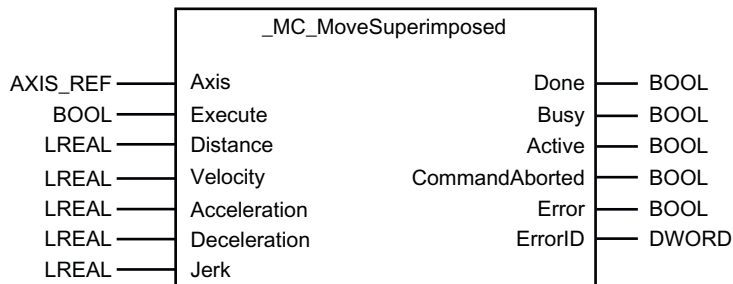 _MC_MoveSuperimposed
AXIS_REF Axis Done BOOL
BOOL Execute Busy BOOL
LREAL Distance Active BOOL
LREAL Velocity CommandAborted BOOL
LREAL Acceleration Error BOOL
LREAL Deceleration ErrorID DWORD
LREAL Jerk